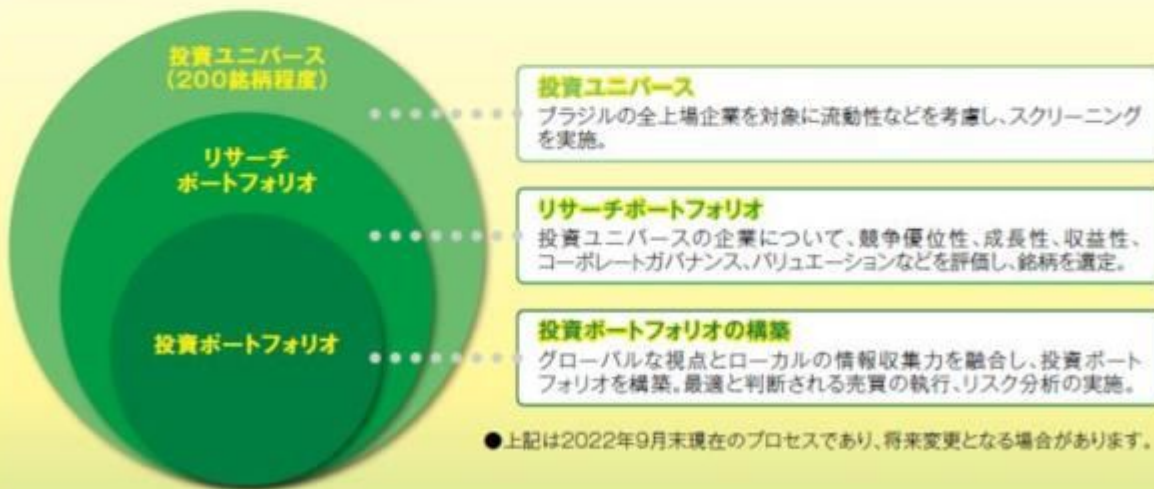 投資ユニバース
(200銘柄程度)
リサーチ
ポートフォリオ
投資ポートフォリオ
投資ユニバース
ブラジルの全上場企業を対象に流動性などを考慮し、スクリーニング
を実施。
リサーチポートフォリオ
投資ユニバースの企業について、競争優位性、成長性、収益性、
コーポレートガバナンス、バリュエーションなどを評価し、銘柄を選定。
投資ポートフォリオの構築
グローバルな視点とローカルの情報収集力を融合し、投資ポート
フォリオを構築。最適と判断される売買の執行、リスク分析の実施。
●上記は2022年9月末現在のプロセスであり、将来変更となる場合があります。